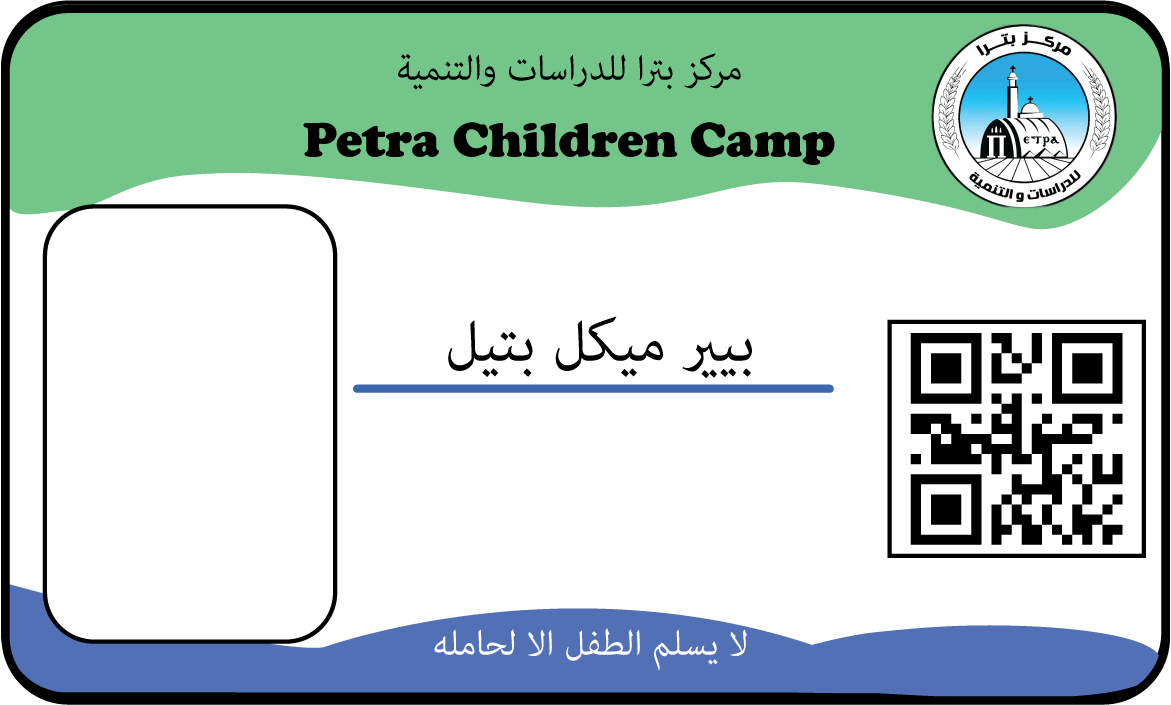 مركز بترا للدراسات والتنمية
Petra Children Camp
مركز بترا
ETPA
للدراسات و التنمية
بيير ميكل بتيل
لا يسلم الطفل الا لحامله